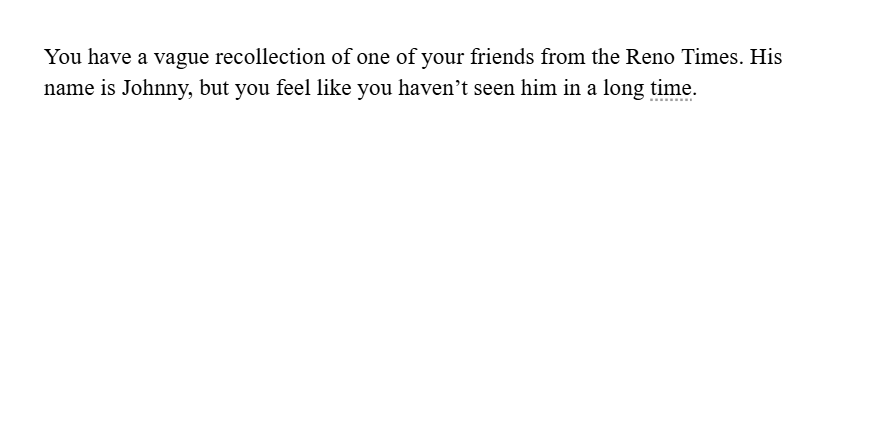 You have a vague recollection of one of your friends from the Reno Times. His
name is Johnny, but you feel like you haven’t seen him in a long time.